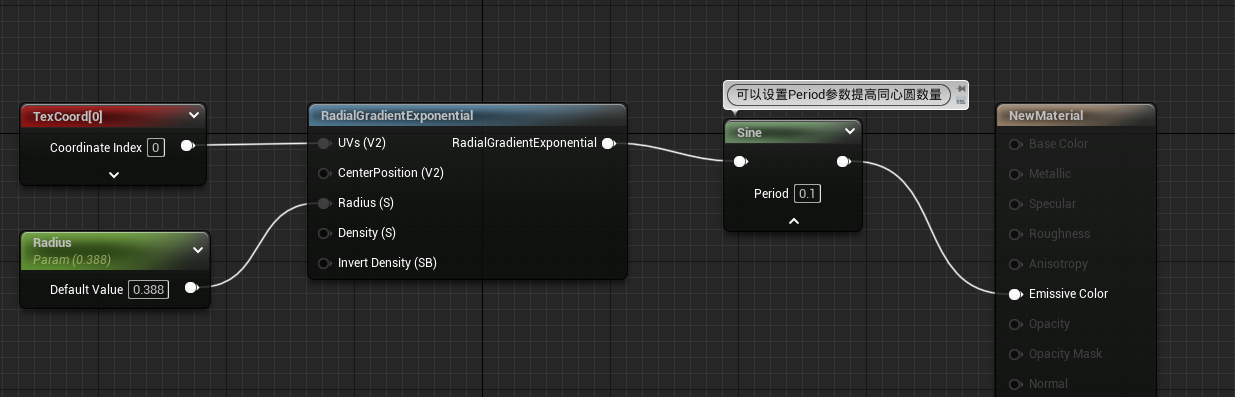 TexCoord[0]
Coordinate Index 0
Radius
Param (0.388)
Default Value 0.388
RadialGradientExponential
UVs (V2)
RadialGradientExponential
CenterPosition (V2)
Radius (S)
Density (S)
Invert Density (SB)
可以设置Period参数提高同心圆数量
Sine
Period 0.1
NewMaterial
Base Color
Metallic
Specular
Roughness
Anisotropy
Emissive Color
Opacity
Opacity Mask
Normal